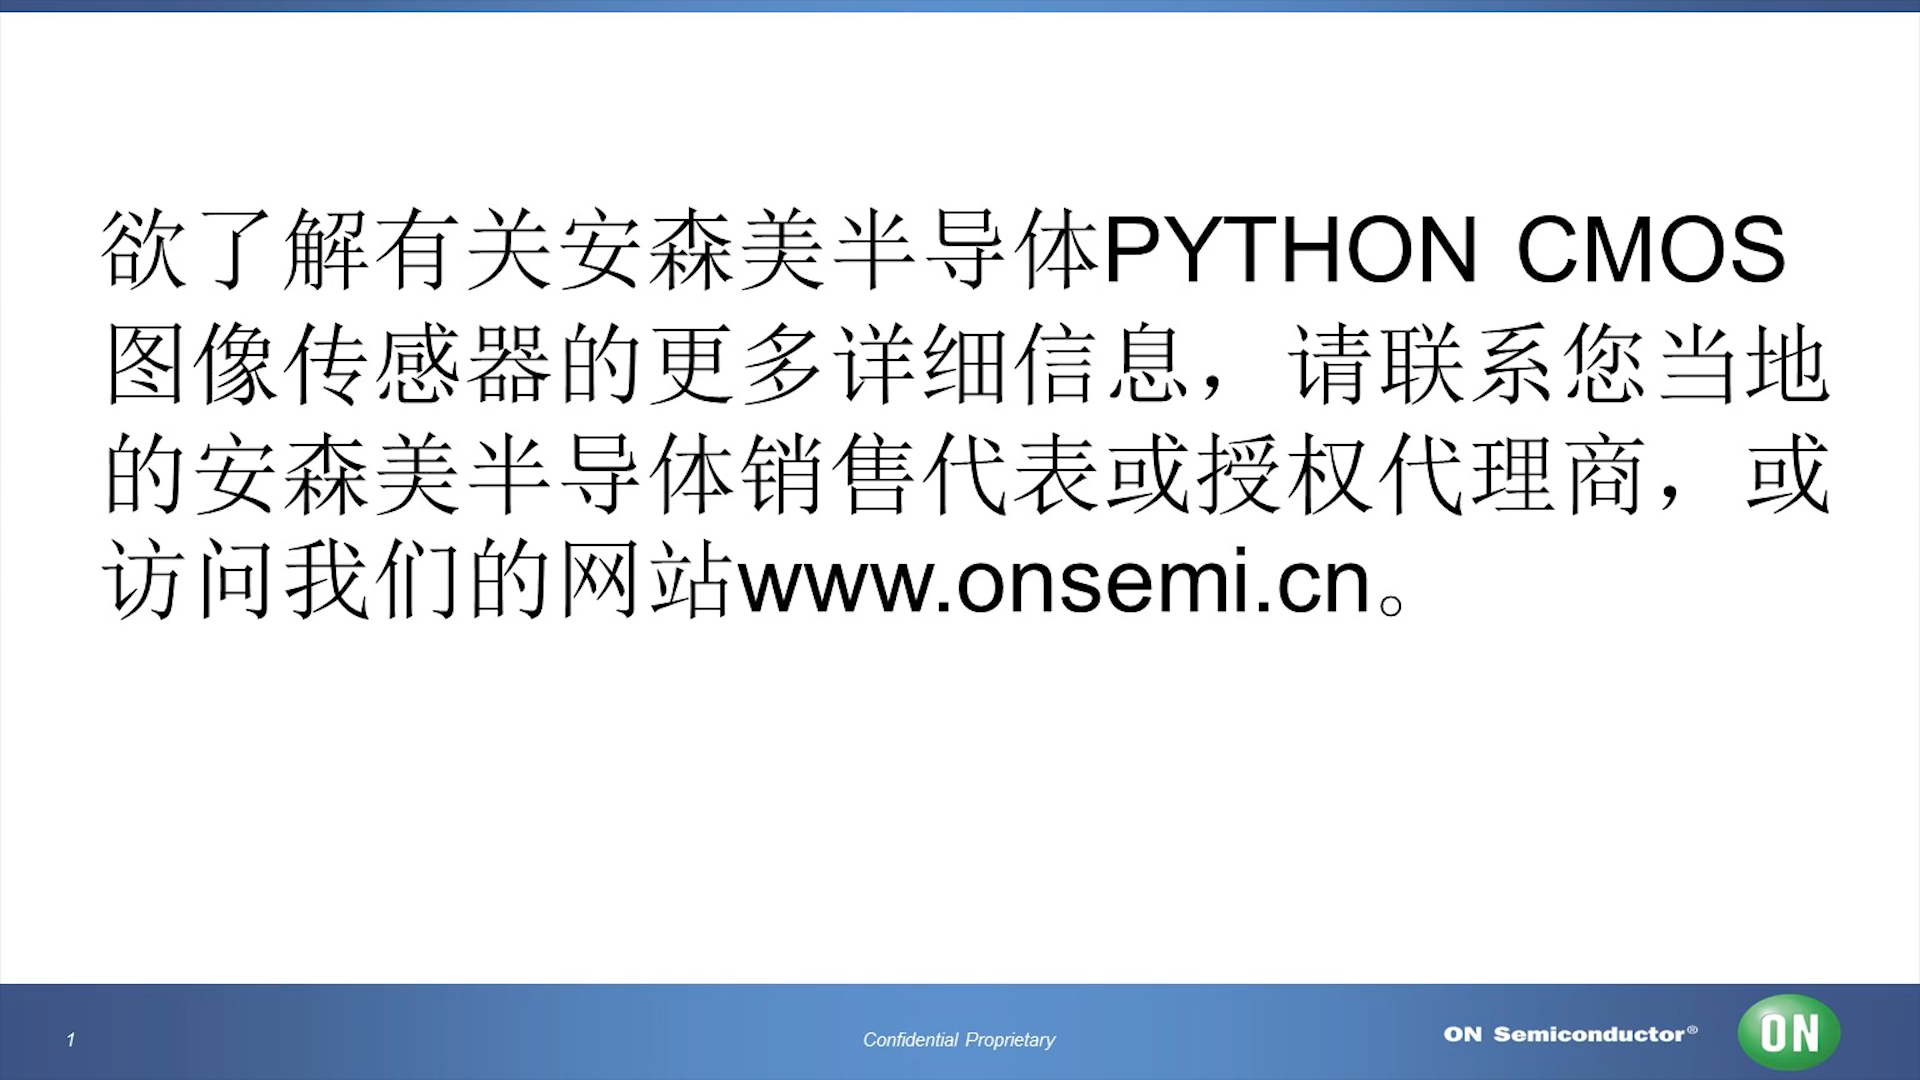 欲了解有关安森美半导体PYTHON CMOS
图像传感器的更多详细信息，请联系您当地
的安森美半导体销售代表或授权代理商，或
访问我们的网站www.onsemi.cn。
1
Confidential Proprietary
ON Semiconductor®
ON